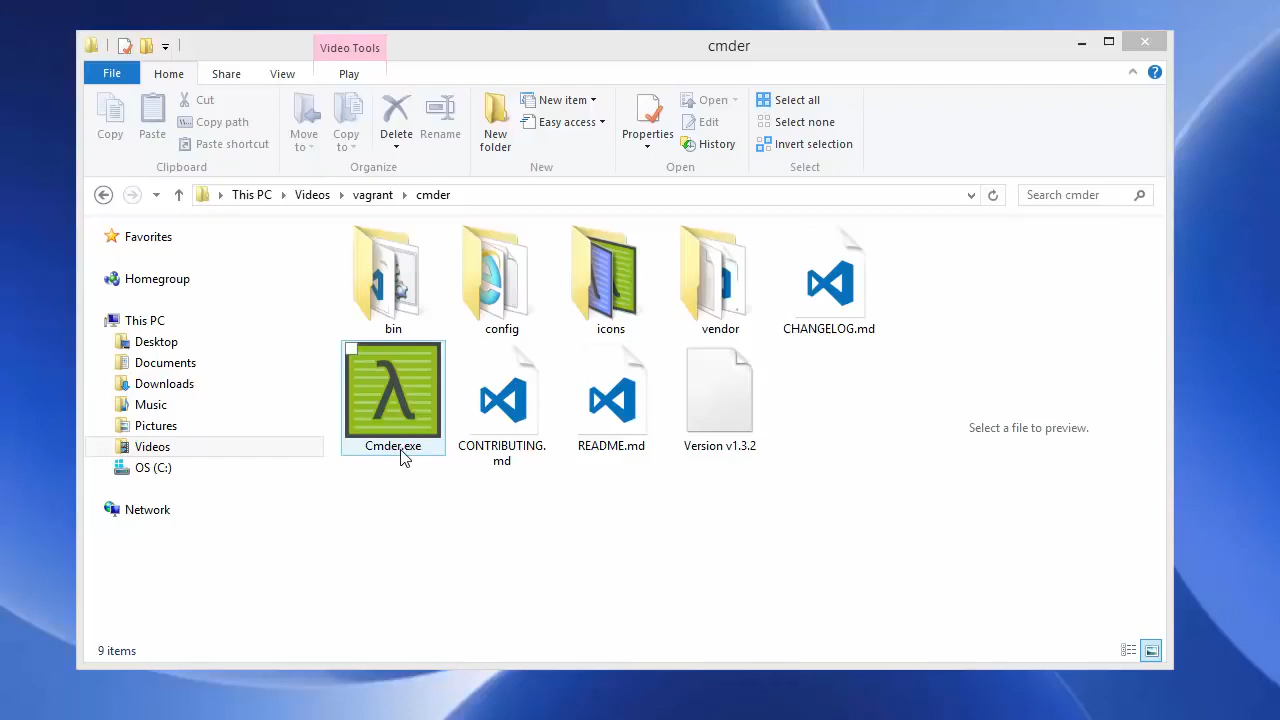 Video Tools
cmder
File
Home
Share
View
Play
Copy
Paste
Cut
Copy path
Paste shortcut
Clipboard
Move to
Copy to
Delete
Rename
Organize
New folder
New item
Easy access
New
Properties
Open
Edit
History
Open
Select all
Select none
Invert selection
Select
This PC
Videos
vagrant
cmder
Search cmder
Favorites
Homegroup
This PC
Desktop
Documents
Downloads
Music
Pictures
Videos
OS (C:)
Network
bin
config
icons
vendor
CHANGELOG.md
λ
Cmder.exe
CONTRIBUTING.
md
README.md
Version v1.3.2
Select a file to preview.
9 items